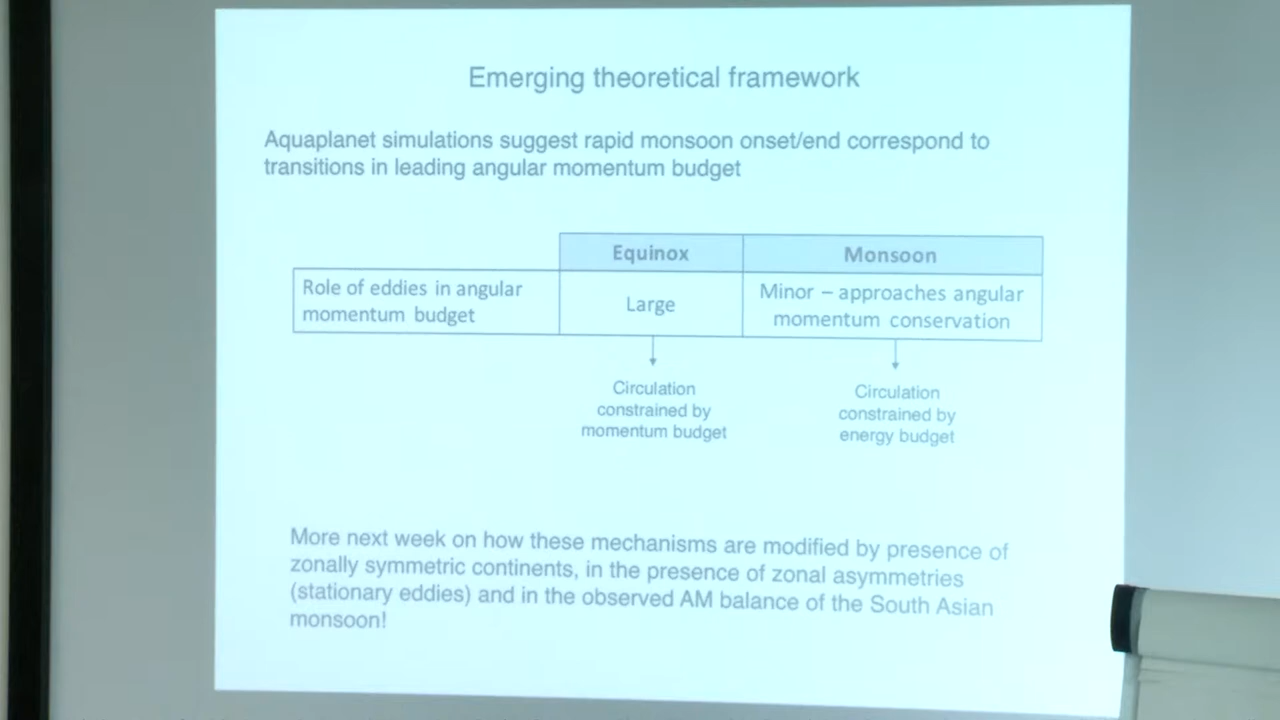 Emerging theoretical framework
Aquaplanet simulations suggest rapid monsoon onset/end correspond to
transitions in leading angular momentum budget
Equinox
Monsoon
Role of eddies in angular
momentum budget
Large
Minor – approaches angular
momentum conservation
Circulation
constrained by
momentum budget
Circulation
constrained by
energy budget
More next week on how these mechanisms are modified by presence of
zonally symmetric continents, in the presence of zonal asymmetries
(stationary eddies) and in the observed AM balance of the South Asian
monsoon!